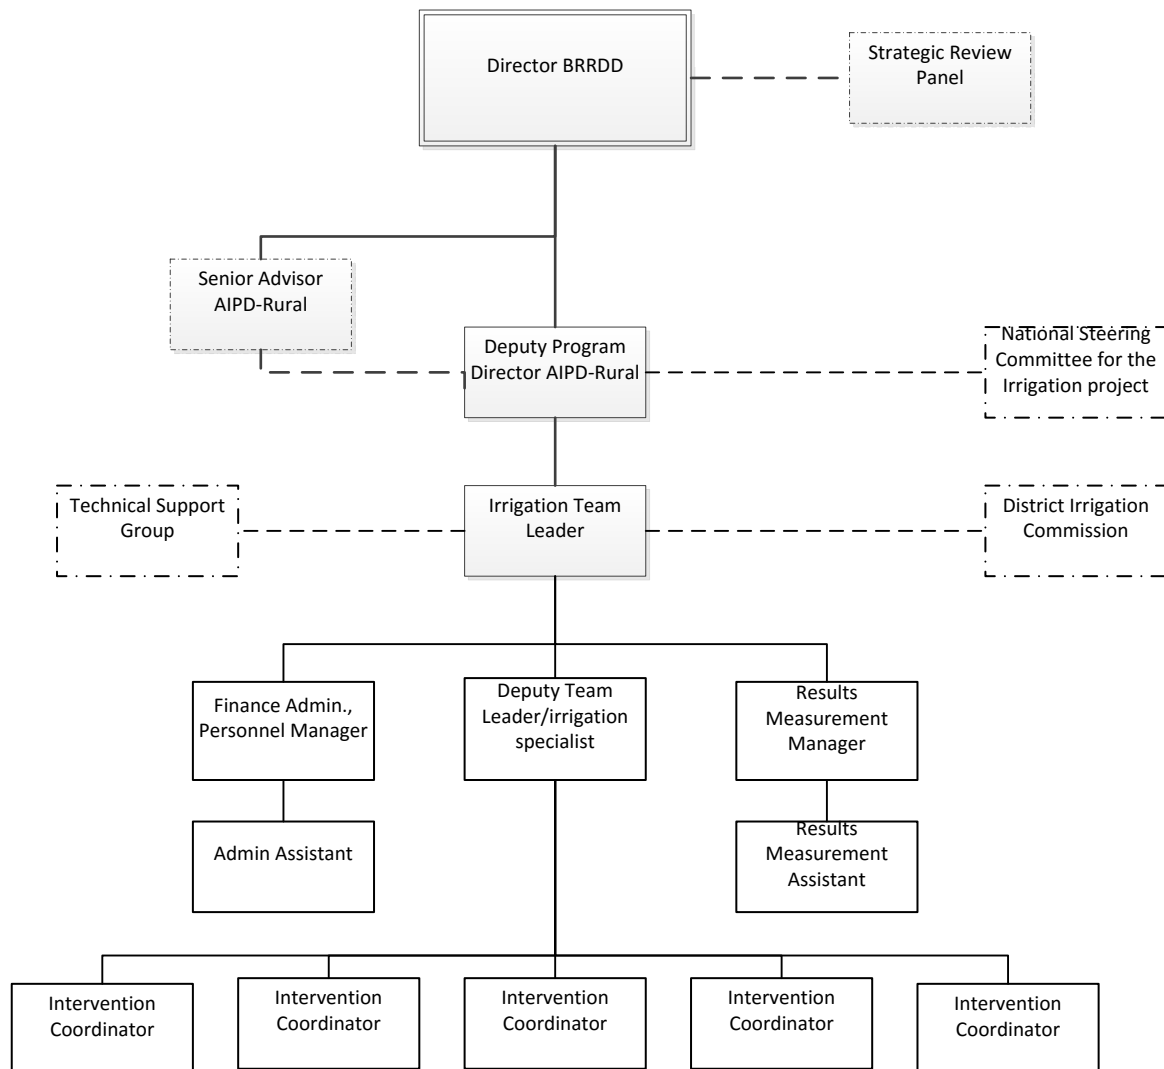 Director BRRDD
Strategic Review
Panel
Senior Advisor
AIPD-Rural
Deputy Program
Director AIPD-Rural
National Steering
Committee for the
Irrigation project
Technical Support
Group
Irrigation Team
Leader
District Irrigation
Commission
Finance Admin.,
Personnel Manager
Deputy Team
Leader/irrigation
specialist
Results
Measurement
Manager
Admin Assistant
Results
Measurement
Assistant
Intervention
Coordinator
Intervention
Coordinator
Intervention
Coordinator
Intervention
Coordinator
Intervention
Coordinator